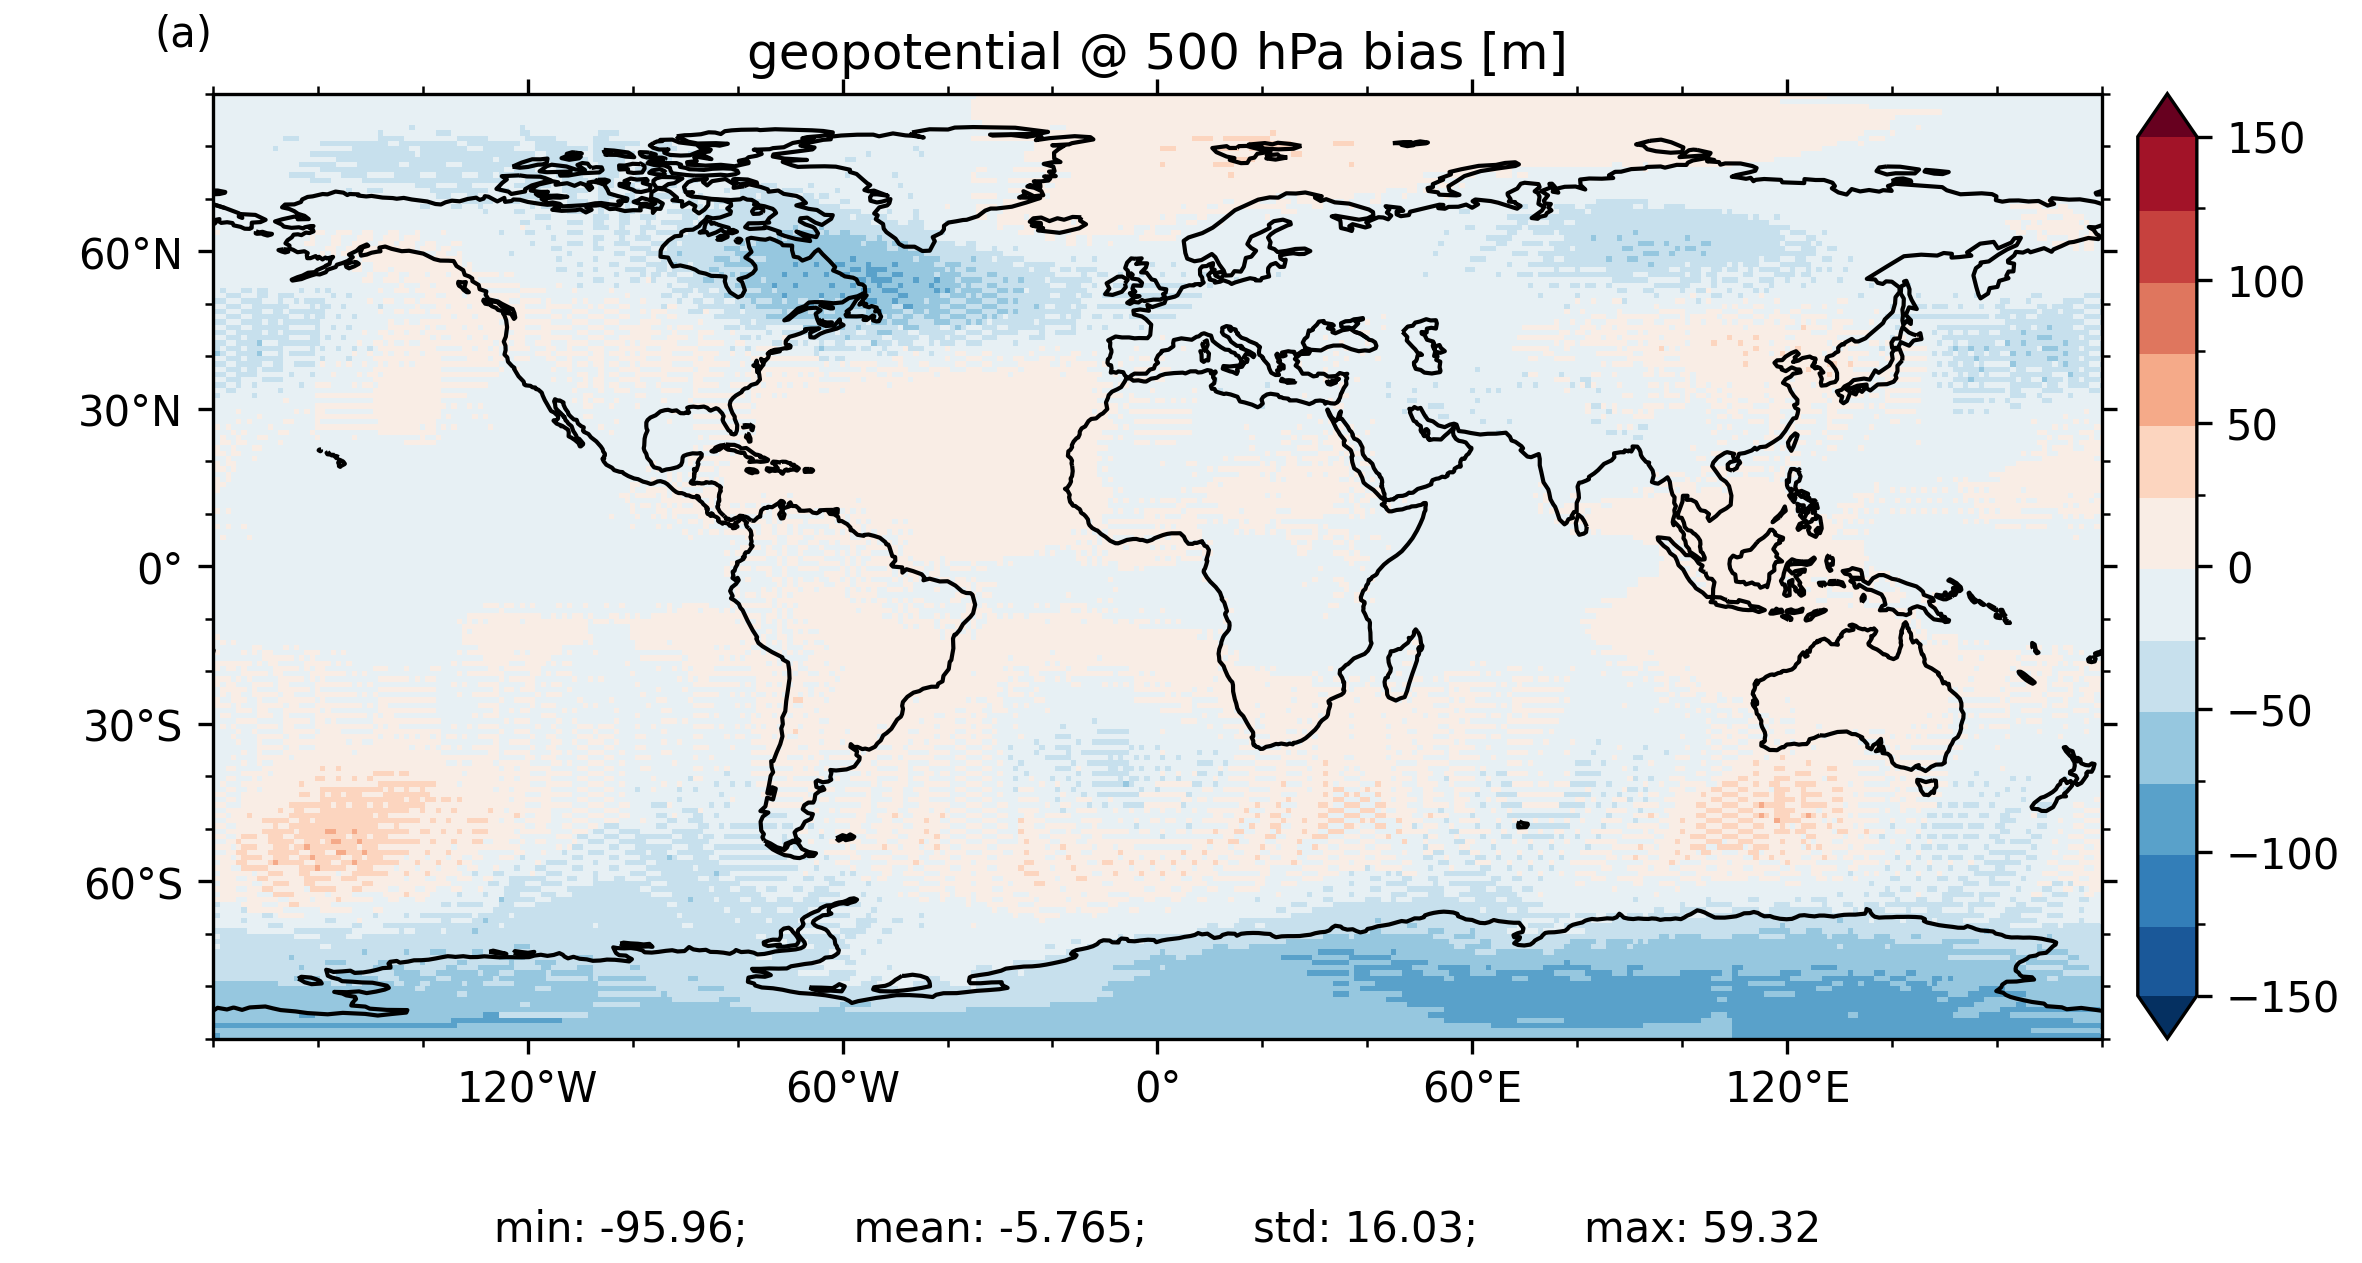 (a)
geopotential @ 500 hPa bias [m]
60°N
30°N
0°
30°S
60°S
120°W 60°W 0° 60°E 120°E
150
100
50
0
−50
−100
−150
min: -95.96; mean: -5.765; std: 16.03; max: 59.32